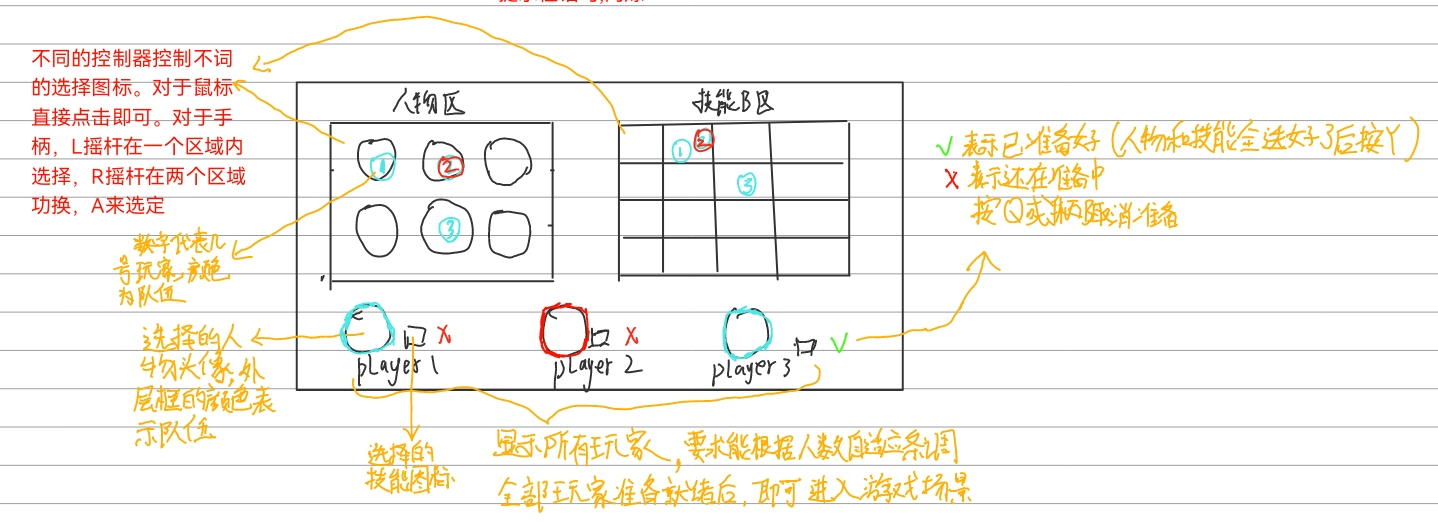 不同的控制器控制不词
的选择图标。对于鼠标
直接点击即可。对于手
柄，L摇杆在一个区域内
选择，R摇杆在两个区域
功换，A来选定
人物区
技能区
1
2
3
1
2
3
√ 表示已准备好（人物和技能全选好了后按Y）
X 表示还在准备中
按Q或 取消准备
数字代表几
号玩家，颜色
为队伍
选择的人
物头像，外
层框的颜色表
示队伍
X
X
√
player 1
player 2
player 3
选择的
技能图标
显示所有玩家，要求能根据人数自适应条调
全部玩家准备就绪后，即可进入游戏场景